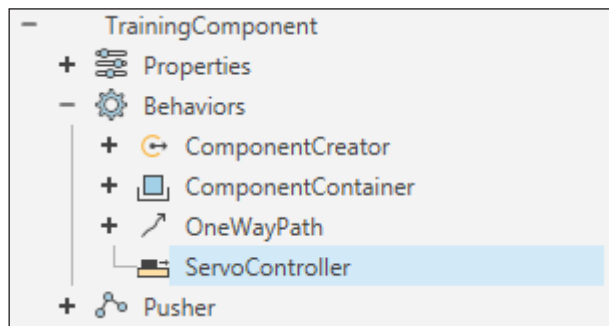 TrainingComponent
Properties
Behaviors
ComponentCreator
ComponentContainer
OneWayPath
ServoController
Pusher